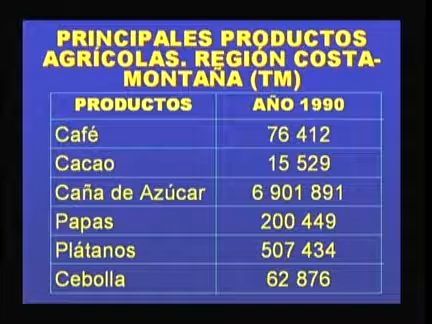 PRINCIPALES PRODUCTOS
AGRÍCOLAS. REGIÓN COSTA-
MONTAÑA (TM)
PRODUCTOS AÑO 1990
Café 76 412
Cacao 15 529
Caña de Azúcar 6 901 891
Papas 200 449
Plátanos 507 434
Cebolla 62 876